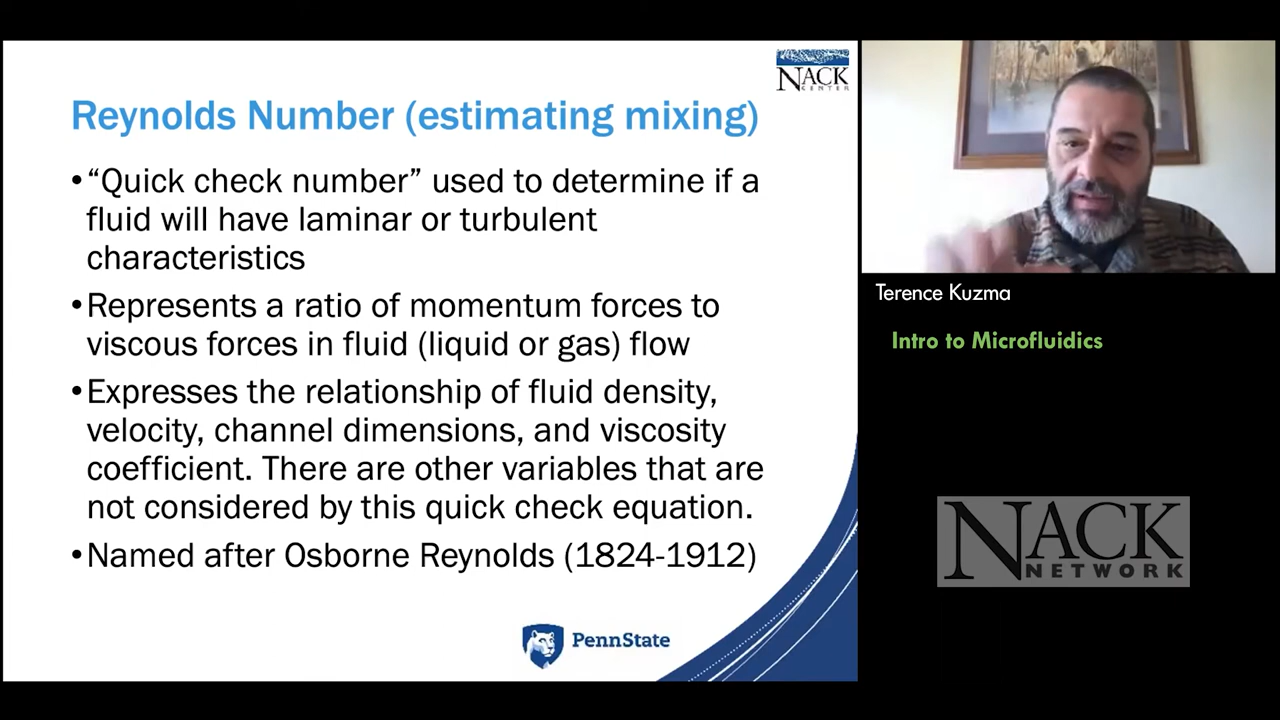 NACK
CENTER
Reynolds Number (estimating mixing)
•“Quick check number” used to determine if a
fluid will have laminar or turbulent
characteristics
•Represents a ratio of momentum forces to
viscous forces in fluid (liquid or gas) flow
•Expresses the relationship of fluid density,
velocity, channel dimensions, and viscosity
coefficient. There are other variables that are
not considered by this quick check equation.
•Named after Osborne Reynolds (1824-1912)
PennState
Terence Kuzma
Intro to Microfluidics
NACK
NETWORK